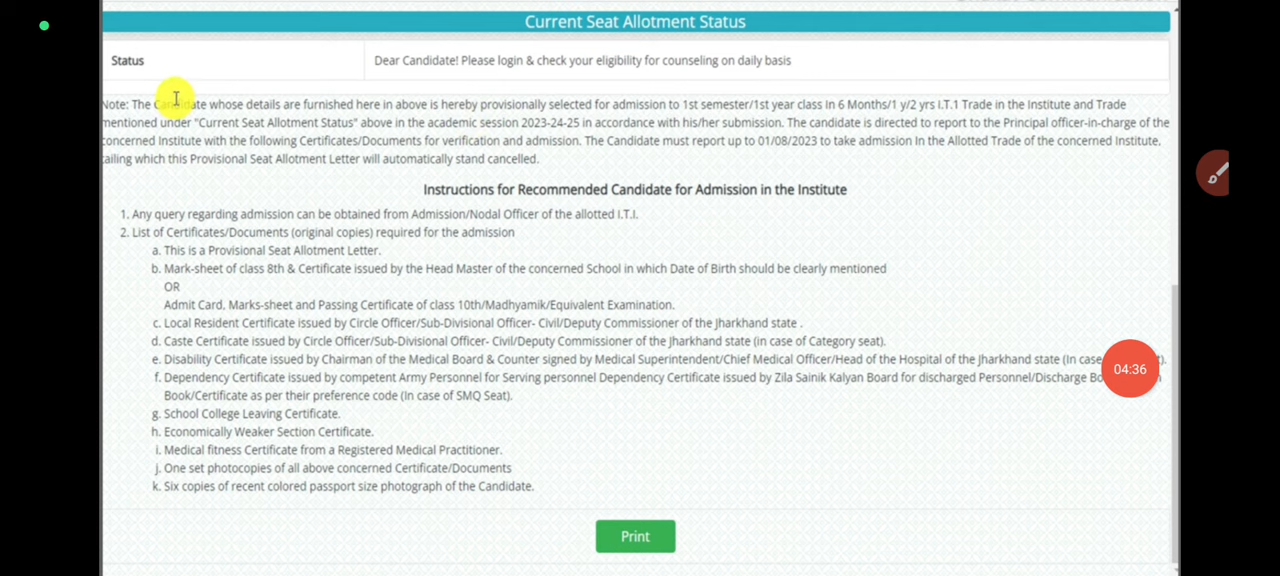 Current Seat Allotment Status
Status
Dear Candidate! Please login & check your eligibility for counseling on daily basis
Note: The Candidate whose details are furnished here in above is hereby provisionally selected for admission to 1st semester/1st year class in 6 Months/1 y/2 yrs I.T.1 Trade in the Institute and Trade
mentioned under "Current Seat Allotment Status" above in the academic session 2023-24-25 in accordance with his/her submission. The candidate is directed to report to the Principal officer-in-charge of the
concerned Institute with the following Certificates/Documents for verification and admission. The Candidate must report up to 01/08/2023 to take admission In the Allotted Trade of the concerned Institute,
ailing which this Provisional Seat Allotment Letter will automatically stand cancelled.
Instructions for Recommended Candidate for Admission in the Institute
1. Any query regarding admission can be obtained from Admission/Nodal Officer of the allotted I.T.I.
2. List of Certificates/Documents (original copies) required for the admission
a. This is a Provisional Seat Allotment Letter.
b. Mark-sheet of class 8th & Certificate issued by the Head Master of the concerned School in which Date of Birth should be clearly mentioned
OR
Admit Card, Marks-sheet and Passing Certificate of class 10th/Madhyamik/Equivalent Examination.
c. Local Resident Certificate issued by Circle Officer/Sub-Divisional Officer- Civil/Deputy Commissioner of the Jharkhand state .
d. Caste Certificate issued by Circle Officer/Sub-Divisional Officer- Civil/Deputy Commissioner of the Jharkhand state (in case of Category seat).
e. Disability Certificate issued by Chairman of the Medical Board & Counter signed by Medical Superintendent/Chief Medical Officer/Head of the Hospital of the Jharkhand state (In case
f. Dependency Certificate issued by competent Army Personnel for Serving personnel Dependency Certificate issued by Zila Sainik Kalyan Board for discharged Personnel/Discharge
Book/Certificate as per their preference code (In case of SMQ Seat).
g. School College Leaving Certificate.
h. Economically Weaker Section Certificate.
i. Medical fitness Certificate from a Registered Medical Practitioner.
j. One set photocopies of all above concerned Certificate/Documents
k. Six copies of recent colored passport size photograph of the Candidate.
04:36
Print